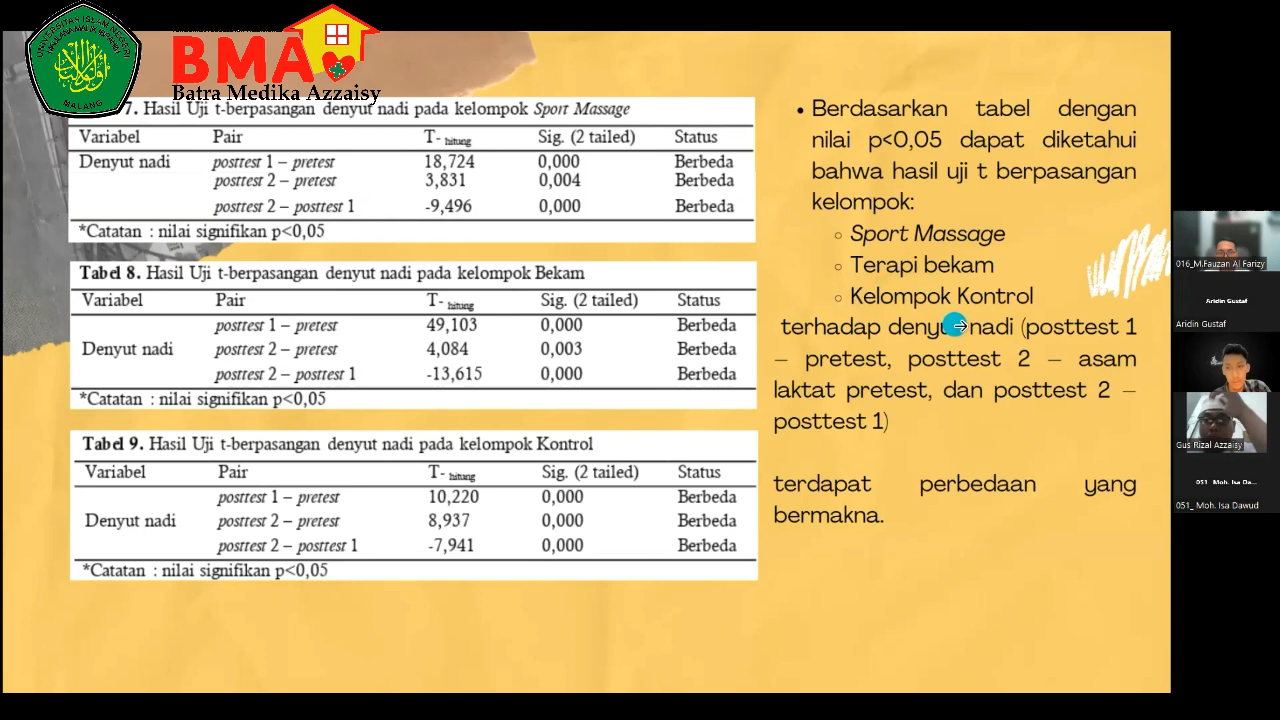 UNIVERSITAS ISLAM NEGERI
MALANG
BMA
Batra Medika Azzaisy
7. Hasil Uji t-berpasangan denyut nadi pada kelompok Sport Massage
Variabel Pair T- hitung Sig. (2 tailed) Status
Denyut nadi posttest 1 – pretest 18,724 0,000 Berbeda
posttest 2 – pretest 3,831 0,004 Berbeda
posttest 2 – posttest 1 -9,496 0,000 Berbeda
*Catatan : nilai signifikan p<0,05
Tabel 8. Hasil Uji t-berpasangan denyut nadi pada kelompok Bekam
Variabel Pair T- hitung Sig. (2 tailed) Status
posttest 1 – pretest 49,103 0,000 Berbeda
Denyut nadi posttest 2 – pretest 4,084 0,003 Berbeda
posttest 2 – posttest 1 -13,615 0,000 Berbeda
*Catatan : nilai signifikan p<0,05
Tabel 9. Hasil Uji t-berpasangan denyut nadi pada kelompok Kontrol
Variabel Pair T- hitung Sig. (2 tailed) Status
posttest 1 – pretest 10,220 0,000 Berbeda
Denyut nadi posttest 2 – pretest 8,937 0,000 Berbeda
posttest 2 – posttest 1 -7,941 0,000 Berbeda
*Catatan : nilai signifikan p<0,05
• Berdasarkan tabel dengan
nilai p<0,05 dapat diketahui
bahwa hasil uji t berpasangan
kelompok:
◦ Sport Massage
◦ Terapi bekam
◦ Kelompok Kontrol
terhadap denyut nadi (posttest 1
– pretest, posttest 2 – asam
laktat pretest, dan posttest 2 –
posttest 1)
terdapat perbedaan yang
bermakna.
016_M.Fauzan Al Farizy
Aridin Gustaf
Aridin Gustaf
Gus Rizal Azzaisy
051_ Moh. Isa Da...
051_ Moh. Isa Dawud